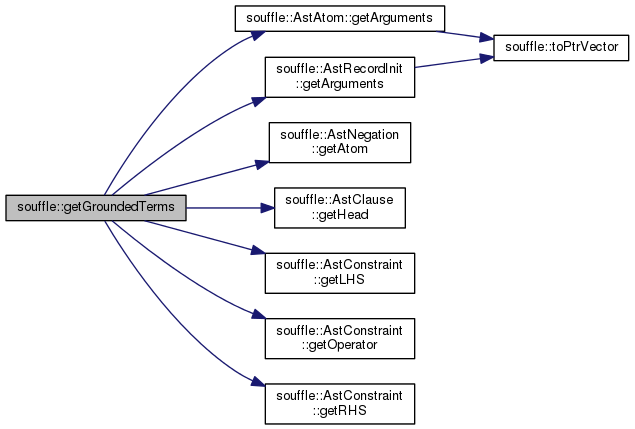 souffle::getGroundedTerms
souffle::AstAtom::getArguments
souffle::AstRecordInit
::getArguments
souffle::AstNegation
::getAtom
souffle::AstClause
::getHead
souffle::AstConstraint
::getLHS
souffle::AstConstraint
::getOperator
souffle::AstConstraint
::getRHS
souffle::toPtrVector